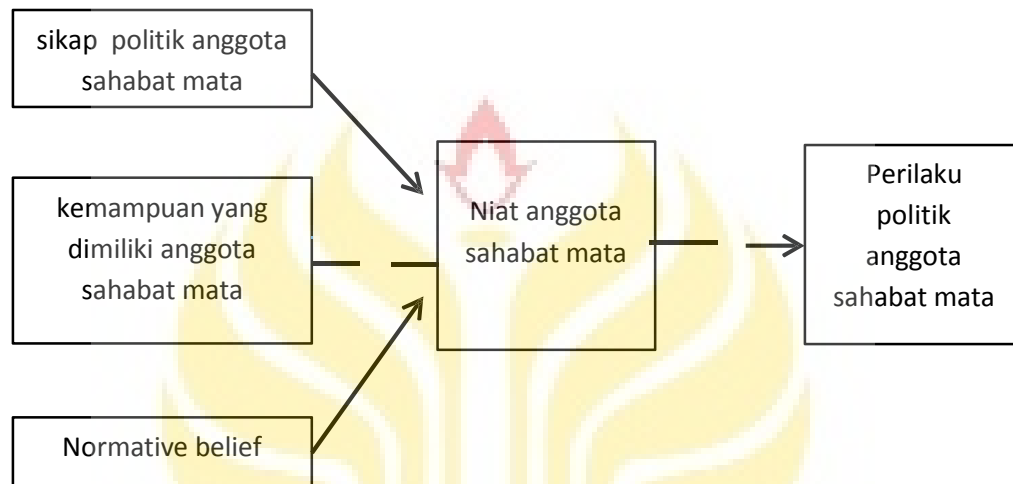 sikap politik anggota
sahabat mata
kemampuan yang
dimiliki anggota
sahabat mata
Normative belief
Niat anggota
sahabat mata
Perilaku
politik
anggota
sahabat mata